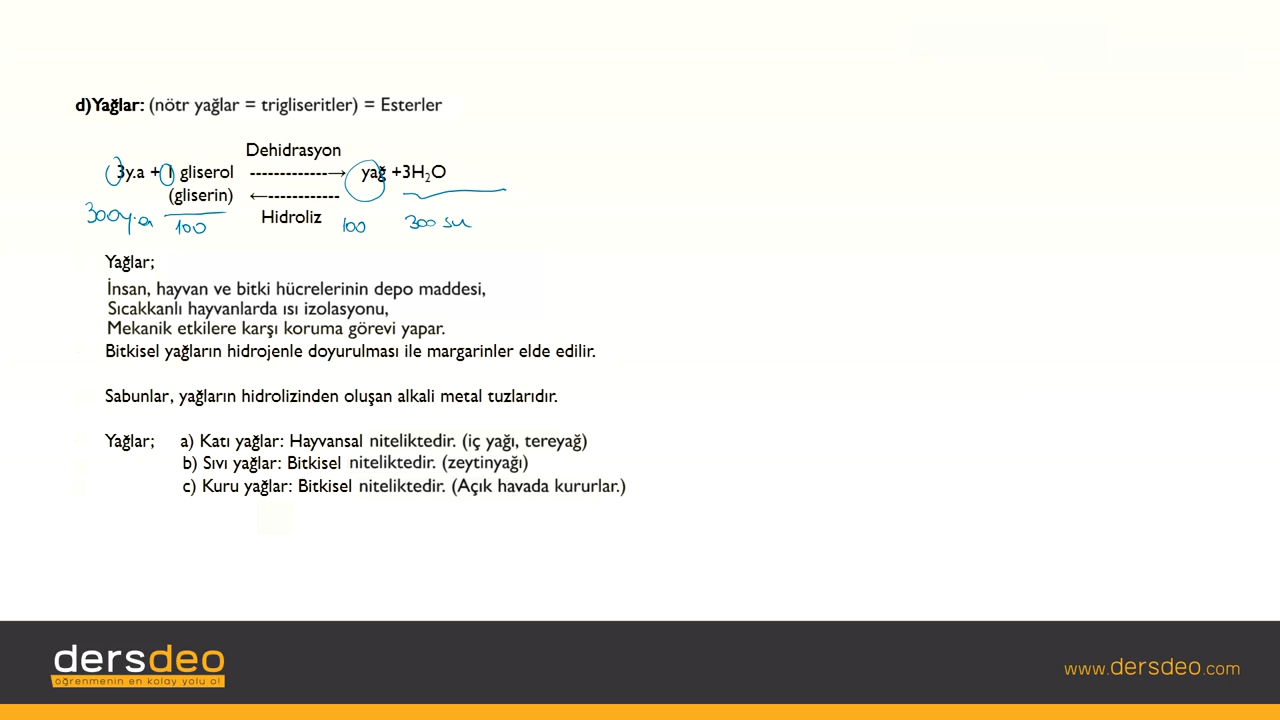 d)Yağlar: (nötr yağlar = trigliseritler) = Esterler
Dehidrasyon
3y.a + 1 gliserol -------------→ yağ +3H₂O
(gliserin) ←------------
Hidroliz
300y.a 100 100 300 su
Yağlar;
İnsan, hayvan ve bitki hücrelerinin depo maddesi,
Sıcakkanlı hayvanlarda ısı izolasyonu,
Mekanik etkilere karşı koruma görevi yapar.
Bitkisel yağların hidrojenle doyurulması ile margarinler elde edilir.
Sabunlar, yağların hidrolizinden oluşan alkali metal tuzlarıdır.
Yağlar; a) Katı yağlar: Hayvansal niteliktedir. (iç yağı, tereyağ)
b) Sıvı yağlar: Bitkisel niteliktedir. (zeytinyağı)
c) Kuru yağlar: Bitkisel niteliktedir. (Açık havada kururlar.)
dersdeo
öğrenmenin en kolay yolu o!
www.dersdeo.com